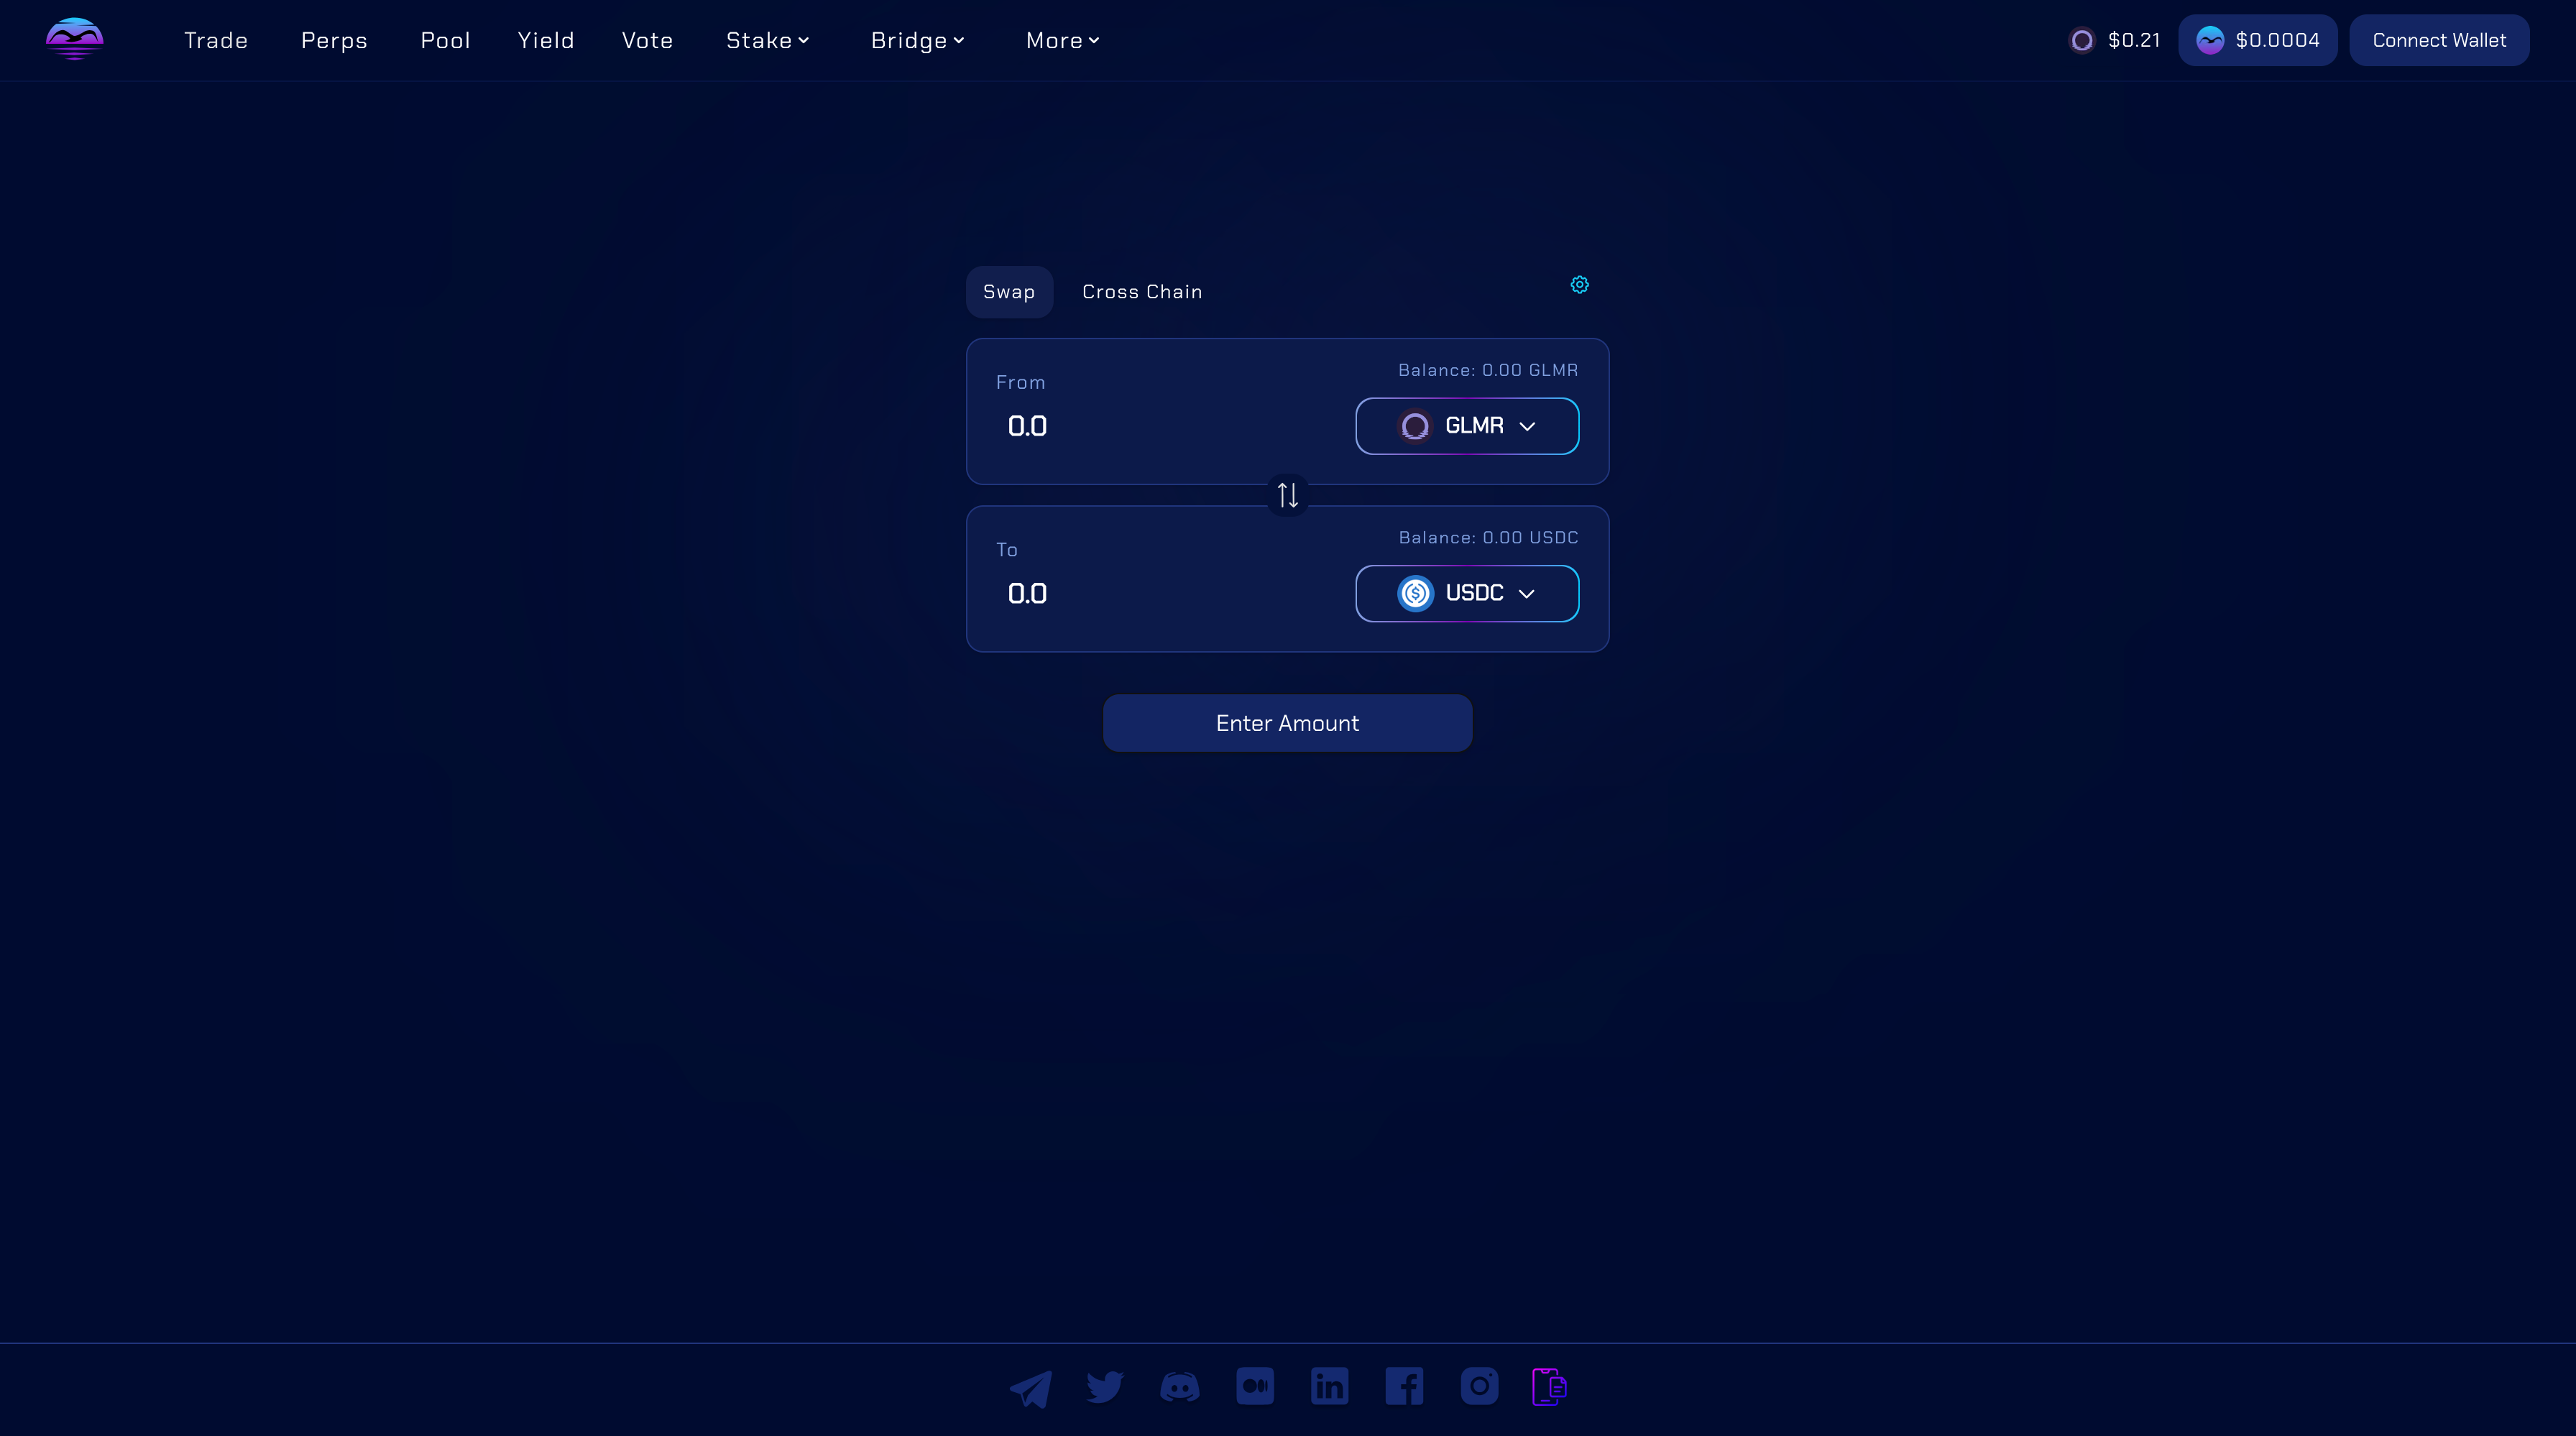 Trade Perps Pool Yield Vote Stake Bridge More $0.21 $0.0004 Connect Wallet
Swap Cross Chain
Balance: 0.00 GLMR
From
0.0 GLMR
Balance: 0.00 USDC
To
0.0 USDC
Enter Amount